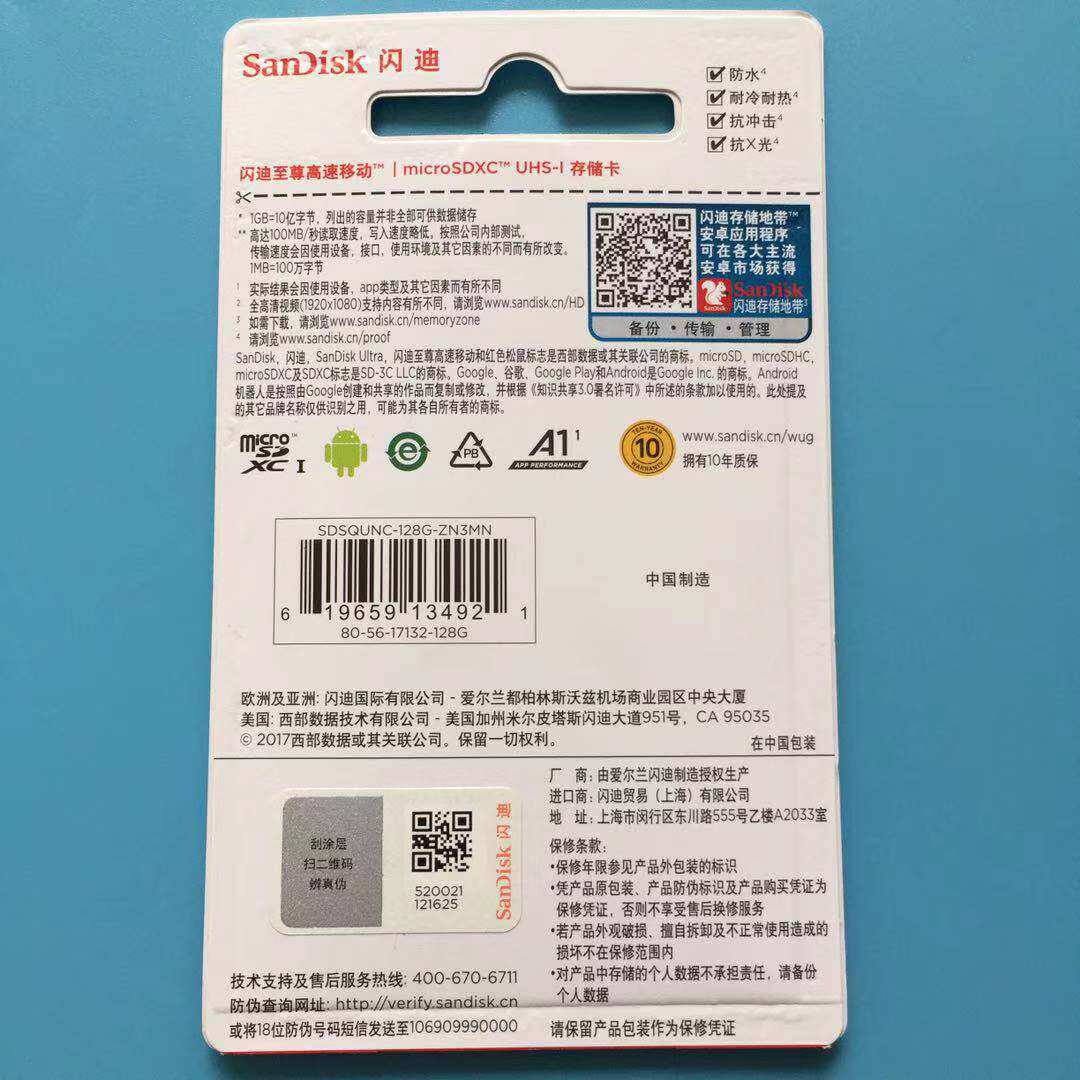 SanDisk 闪迪
防水⁴
耐冷耐热⁴
抗冲击⁴
抗X光⁴
闪迪至尊高速移动™ | microSDXC™ UHS-I 存储卡
* 1GB=10亿字节，列出的容量并非全部可供数据储存
** 高达100MB/秒读取速度，写入速度略低。按照公司内部测试，
传输速度会因使用设备，接口，使用环境及其它因素的不同而有所改变。
1MB=100万字节
¹ 实际结果会因使用设备，app类型及其它因素而有所不同
² 全高清视频(1920x1080)支持内容有所不同，请浏览www.sandisk.cn/HD
³ 如需下载，请浏览www.sandisk.cn/memoryzone
⁴ 请浏览www.sandisk.cn/proof
闪迪存储地带™
安卓应用程序
可在各大主流
安卓市场获得
SanDisk
SanDisk
闪迪存储地带³
备份·传输·管理
SanDisk，闪迪，SanDisk Ultra，闪迪至尊高速移动和红色松鼠标志是西部数据或其关联公司的商标。microSD，microSDHC，
microSDXC及SDXC标志是SD-3C LLC的商标。Google、谷歌、Google Play和Android是Google Inc. 的商标。Android
机器人是按照由Google创建和共享的作品而复制或修改，并根据《知识共享3.0署名许可》中所述的条款加以使用的。此处提及
的其它品牌名称仅供识别之用，可能为其各自所有者的商标。
micro SD XC I
e
PB
A1¹
APP PERFORMANCE
TEN-YEAR
10
WARRANTY
www.sandisk.cn/wug
拥有10年质保
SDSQUNC-128G-ZN3MN
6 19659 13492 1
80-56-17132-128G
中国制造
欧洲及亚洲: 闪迪国际有限公司 - 爱尔兰都柏林斯沃兹机场商业园区中央大厦
美国: 西部数据技术有限公司 - 美国加州米尔皮塔斯闪迪大道951号，CA 95035
© 2017西部数据或其关联公司。保留一切权利。
在中国包装
刮涂层
扫二维码
辨真伪
520021
121625
SanDisk 闪迪
技术支持及售后服务热线: 400-670-6711
防伪查询网址: http://verify.sandisk.cn
或将18位防伪号码短信发送至106909990000
厂 商: 由爱尔兰闪迪制造授权生产
进口商: 闪迪贸易（上海）有限公司
地 址: 上海市闵行区东川路555号乙楼A2033室
保修条款:
·保修年限参见产品外包装的标识
·凭产品原包装、产品防伪标识及产品购买凭证为
保修凭证，否则不享受售后换修服务
·若产品外观破损、擅自拆卸及不正常使用造成的
损坏不在保修范围内
·对产品中存储的个人数据不承担责任，请备份
个人数据
请保留产品包装作为保修凭证